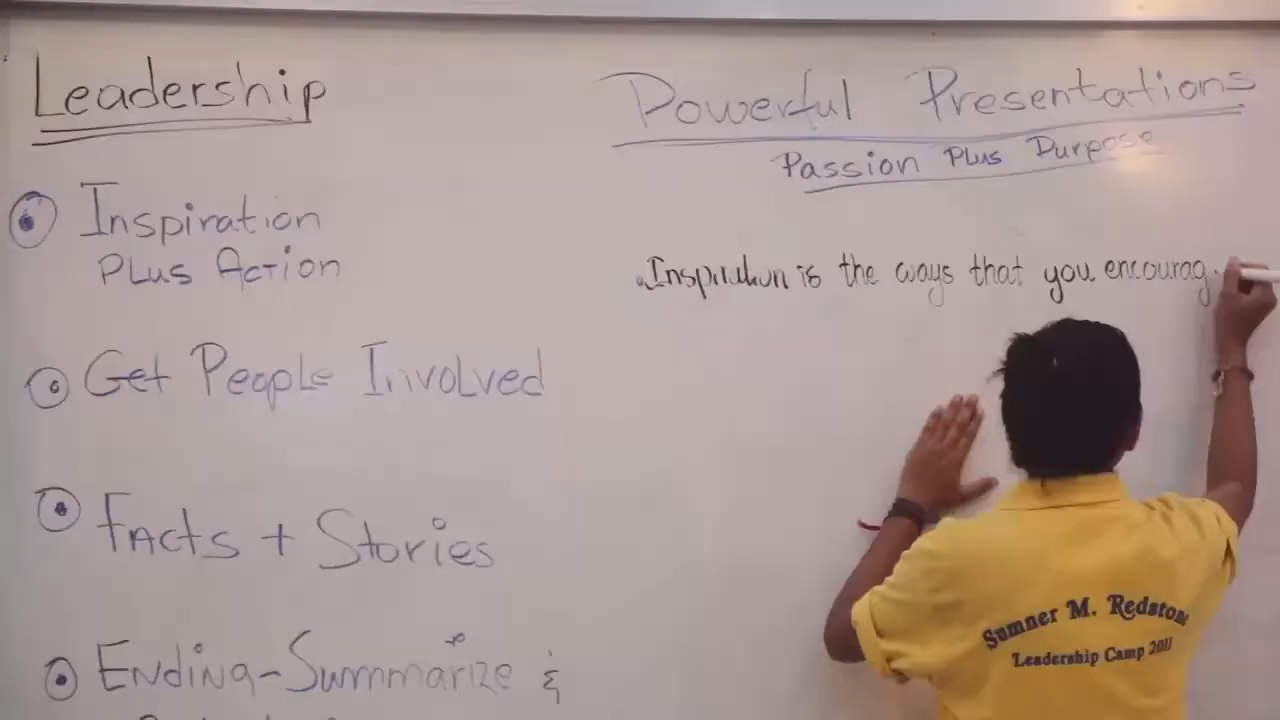 Leadership
Inspiration
Plus Action
Get People Involved
Facts + Stories
Ending-Summarize &
Powerful Presentations
Passion Plus Purpose
Inspiration is the ways that you encourag
Sumner M. Redstone
Leadership Camp 2011